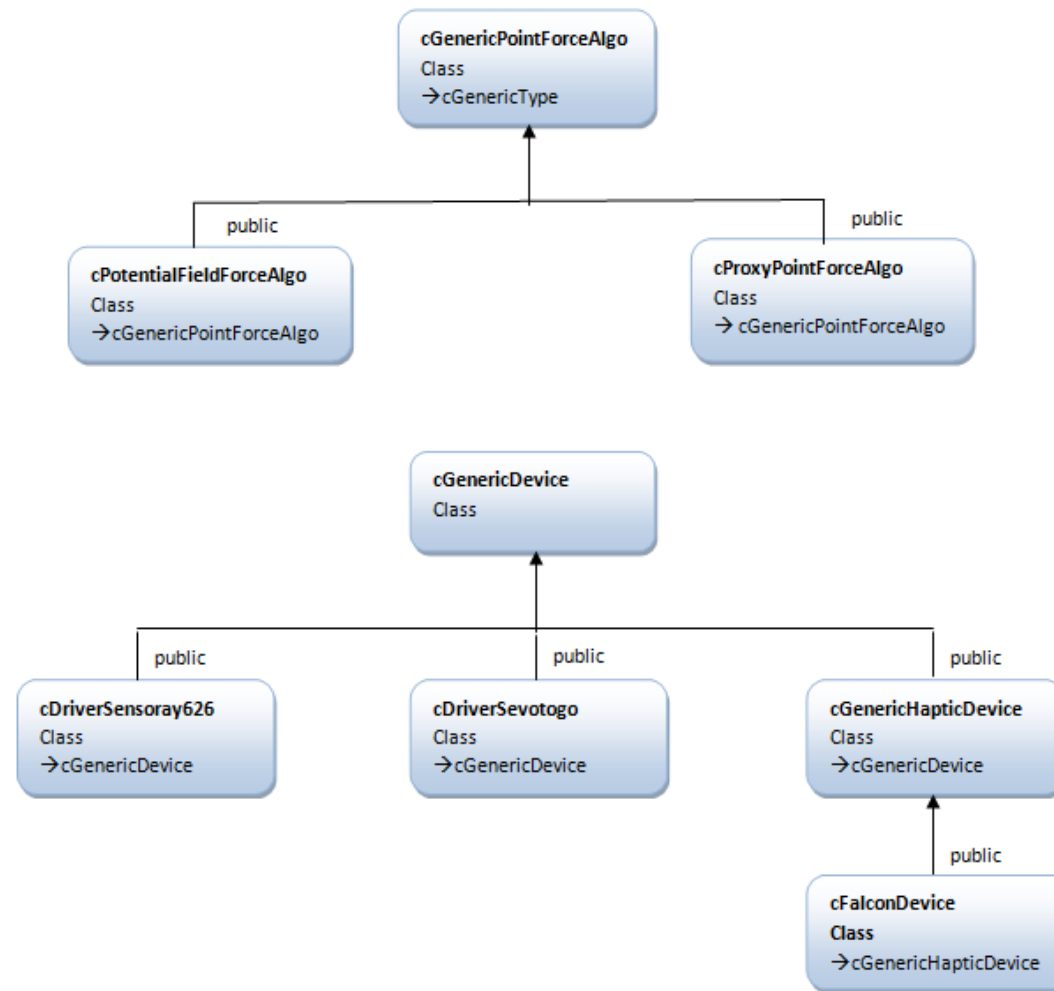 cGenericPointForceAlgo
Class
→cGenericType
public
public
cPotentialFieldForceAlgo
Class
→cGenericPointForceAlgo
cProxyPointForceAlgo
Class
→ cGenericPointForceAlgo
cGenericDevice
Class
public
public
public
cDriverSensoray626
Class
→cGenericDevice
cDriverSevotogo
Class
→cGenericDevice
cGenericHapticDevice
Class
→cGenericDevice
public
cFalconDevice
Class
→cGenericHapticDevice